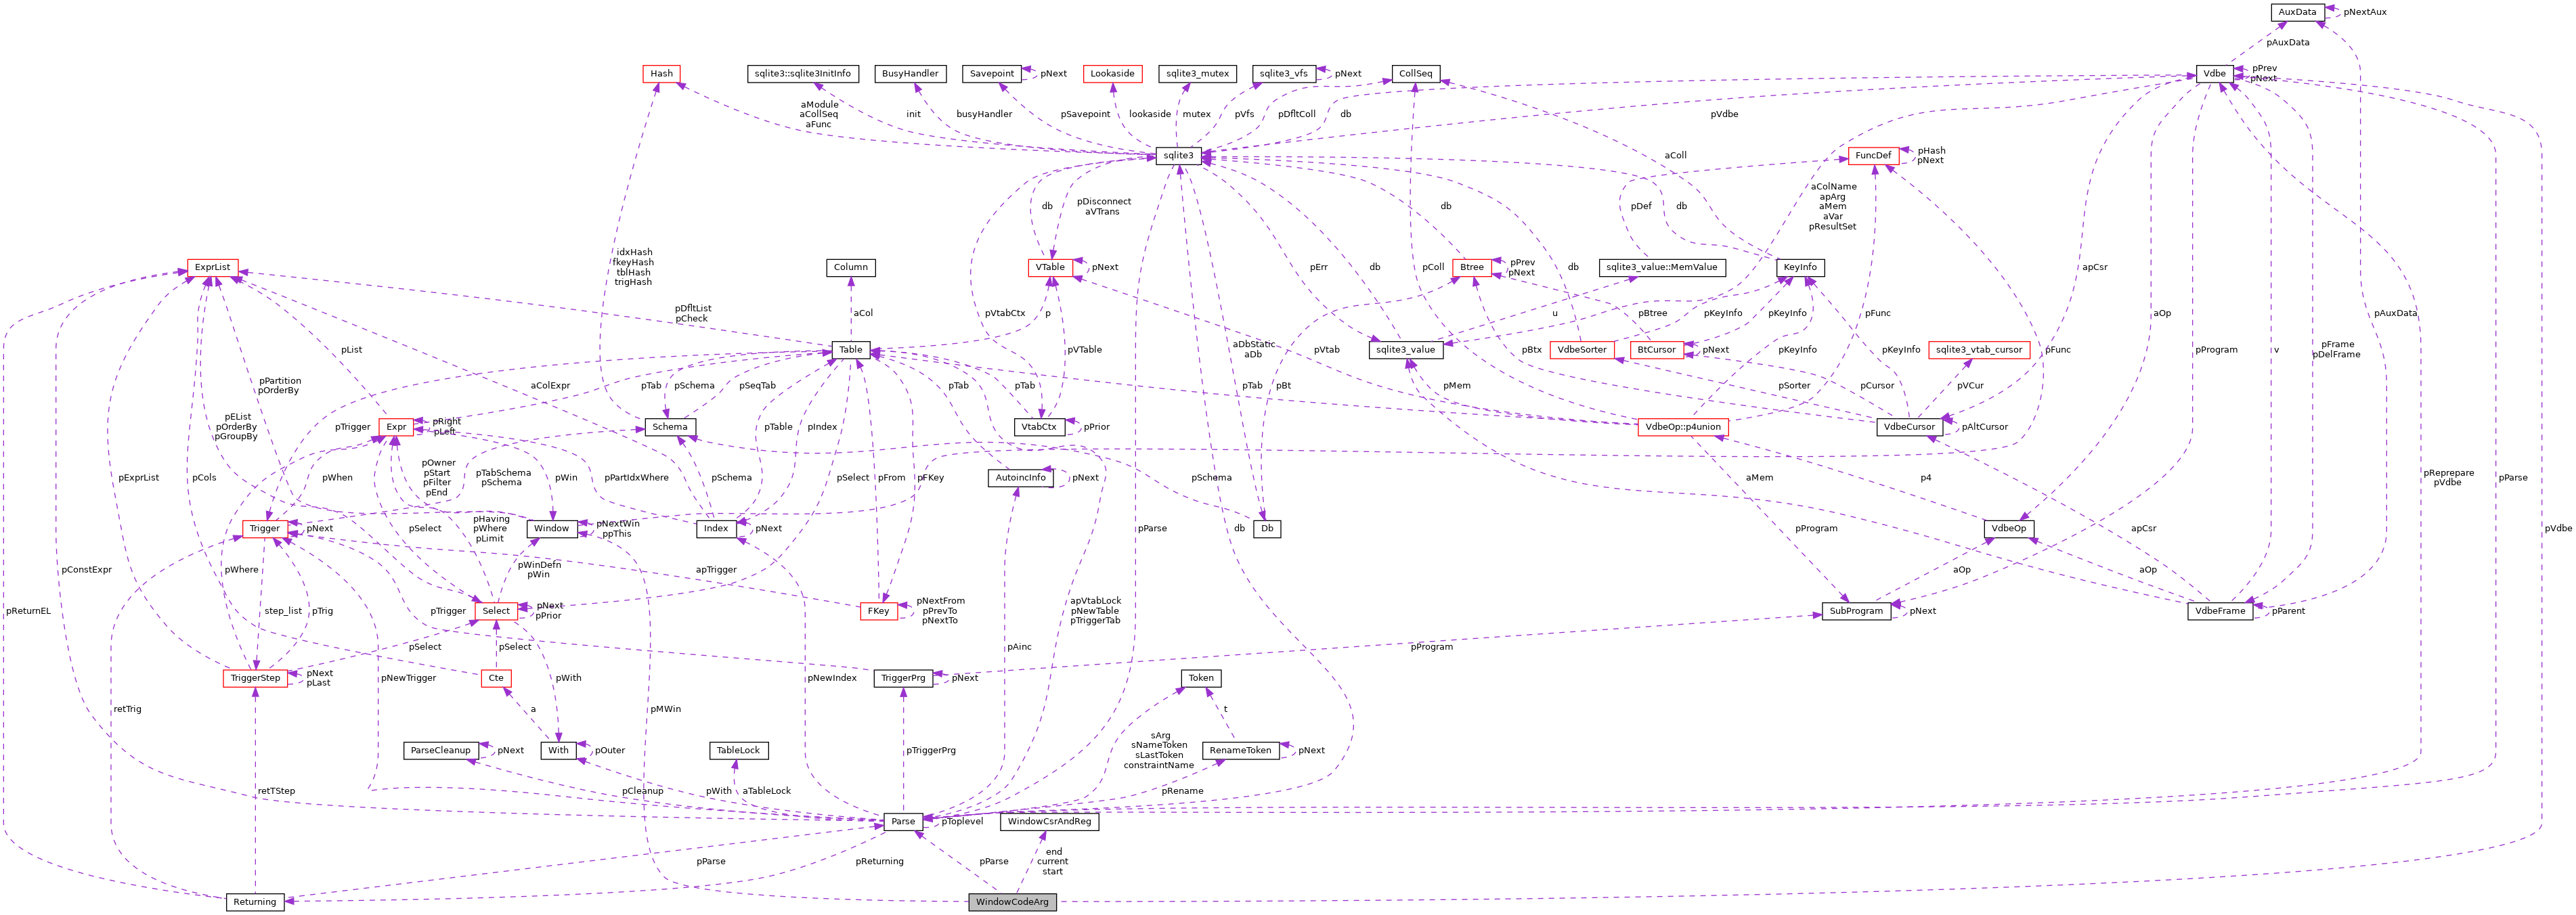 AuxData
pNextAux
pAuxData
Hash
sqlite3::sqlite3InitInfo
BusyHandler
Savepoint
pNext
Lookaside
sqlite3_mutex
sqlite3_vfs
pNext
CollSeq
Vdbe
pPrev
pNext
aModule
aCollSeq
aFunc
init
busyHandler
pSavepoint
lookaside
mutex
pVfs
pDfltColl
db
pVdbe
sqlite3
aColl
FuncDef
pHash
pNext
db
pDisconnect
aVTrans
db
pDef
db
aColName
apArg
aMem
aVar
pResultSet
idxHash
fkeyHash
tblHash
trigHash
ExprList
Column
VTable
pNext
pErr
db
pColl
Btree
pPrev
pNext
db
sqlite3_value::MemValue
KeyInfo
apCsr
pDfltList
pCheck
aCol
pVtabCtx
p
u
pBtree
pKeyInfo
pKeyInfo
pFunc
aOp
pAuxData
pList
Table
aDbStatic
aDb
pVTable
pVtab
sqlite3_value
pBtx
VdbeSorter
BtCursor
pNext
pKeyInfo
pKeyInfo
sqlite3_vtab_cursor
pProgram
pFunc
v
pFrame
pDelFrame
pPartition
pOrderBy
aColExpr
pTab
pSchema
pSeqTab
pTab
pTab
pTab
pBt
pMem
pSorter
pCursor
pVCur
pEList
pOrderBy
pGroupBy
pTrigger
Expr
pRight
pLeft
Schema
pTable
pIndex
VtabCtx
pPrior
VdbeOp::p4union
VdbeCursor
pAltCursor
pExprList
pCols
pWhen
pOwner
pStart
pFilter
pEnd
pTabSchema
pSchema
pWin
pPartIdxWhere
pSchema
pSelect
pFrom
pFKey
AutoincInfo
pNext
pSchema
aMem
p4
pReprepare
pVdbe
pParse
Trigger
pNext
pSelect
pHaving
pWhere
pLimit
Window
pNextWin
ppThis
Index
pNext
pParse
db
Db
pProgram
VdbeOp
apCsr
pVdbe
pConstExpr
pWhere
pWinDefn
pWin
apTrigger
aOp
aOp
pReturnEL
step_list
pTrig
pTrigger
Select
pNext
pPrior
FKey
pNextFrom
pPrevTo
pNextTo
apVtabLock
pNewTable
pTriggerTab
SubProgram
pNext
VdbeFrame
pParent
pSelect
pSelect
pAinc
pProgram
TriggerStep
pNext
pLast
pNewTrigger
Cte
pWith
pNewIndex
TriggerPrg
pNext
Token
retTrig
a
pMWin
t
ParseCleanup
pNext
With
pOuter
TableLock
pTriggerPrg
sArg
sNameToken
sLastToken
constraintName
RenameToken
pNext
retTStep
pCleanup
pWith
aTableLock
pRename
Parse
pToplevel
WindowCsrAndReg
pParse
pReturning
pParse
end
current
start
Returning
WindowCodeArg